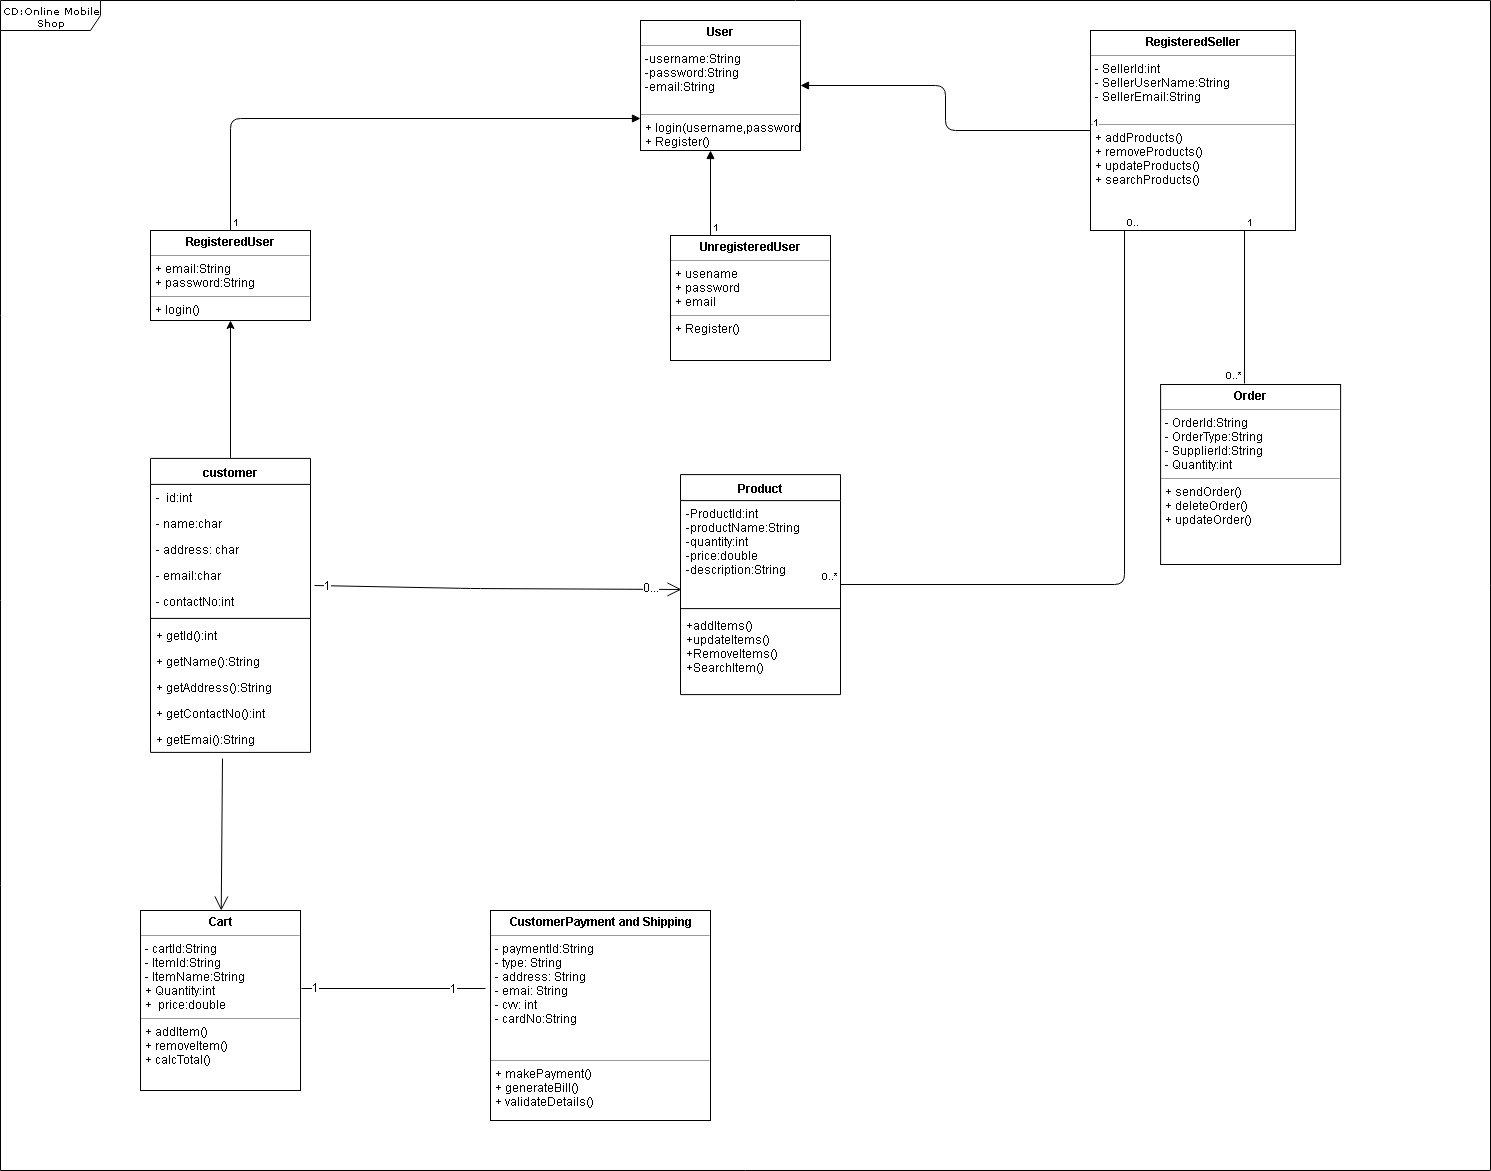 CD:Online Mobile
Shop
User
-username:String
-password:String
-email:String
+ login(username,password
+ Register()
RegisteredSeller
- SellerId:int
- SellerUserName:String
- SellerEmail:String
1
+ addProducts()
+ removeProducts()
+ updateProducts()
+ searchProducts()
0..
1
1
RegisteredUser
+ email:String
+ password:String
+ login()
1
UnregisteredUser
+ usename
+ password
+ email
+ Register()
0..*
Order
- OrderId:String
- OrderType:String
- SupplierId:String
- Quantity:int
+ sendOrder()
+ deleteOrder()
+ updateOrder()
customer
- id:int
- name:char
- address: char
- email:char
- contactNo:int
+ getId():int
+ getName():String
+ getAddress():String
+ getContactNo():int
+ getEmai():String
1
0...
Product
-ProductId:int
-productName:String
-quantity:int
-price:double
-description:String
0..*
+addItems()
+updateItems()
+RemoveItems()
+SearchItem()
Cart
- cartId:String
- ItemId:String
- ItemName:String
+ Quantity:int
+ price:double
+ addItem()
+ removeItem()
+ calcTotal()
1
1
CustomerPayment and Shipping
- paymentId:String
- type: String
- address: String
- emai: String
- cvv: int
- cardNo:String
+ makePayment()
+ generateBill()
+ validateDetails()